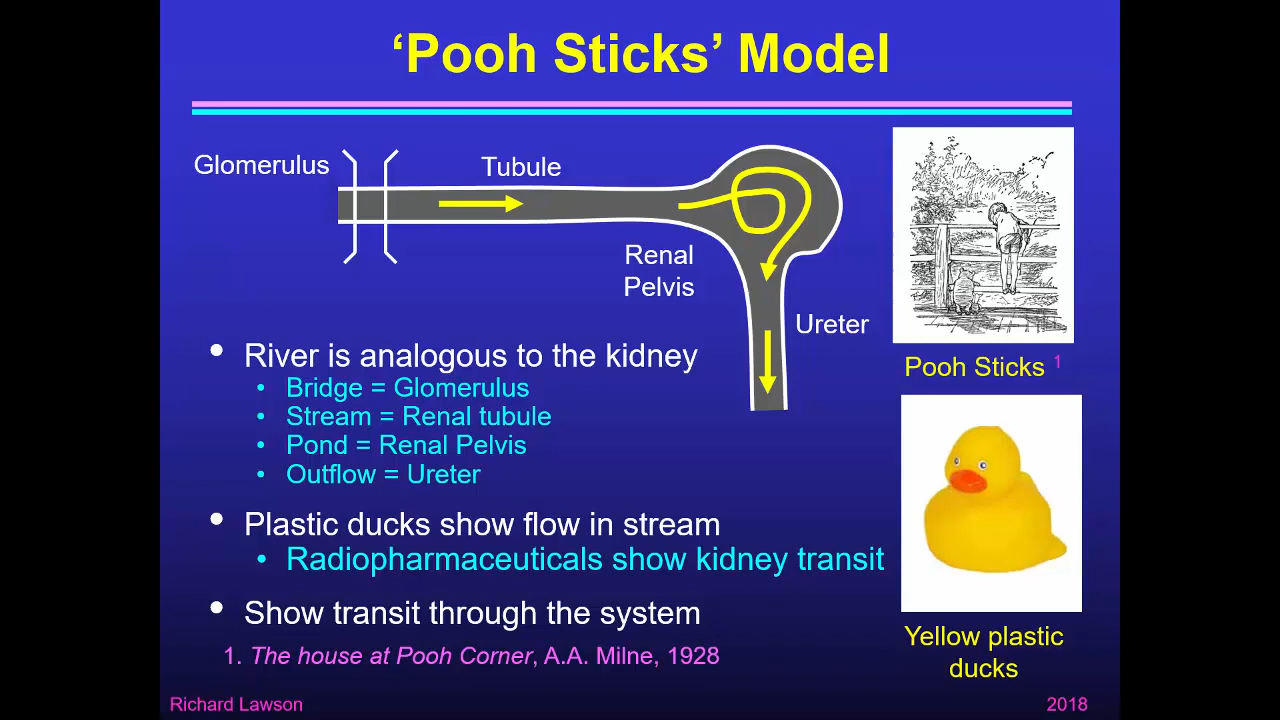 ‘Pooh Sticks’ Model
Glomerulus
Tubule
Renal
Pelvis
Ureter
Pooh Sticks 1
• River is analogous to the kidney
• Bridge = Glomerulus
• Stream = Renal tubule
• Pond = Renal Pelvis
• Outflow = Ureter
• Plastic ducks show flow in stream
• Radiopharmaceuticals show kidney transit
• Show transit through the system
1. The house at Pooh Corner, A.A. Milne, 1928
Yellow plastic
ducks
Richard Lawson
2018